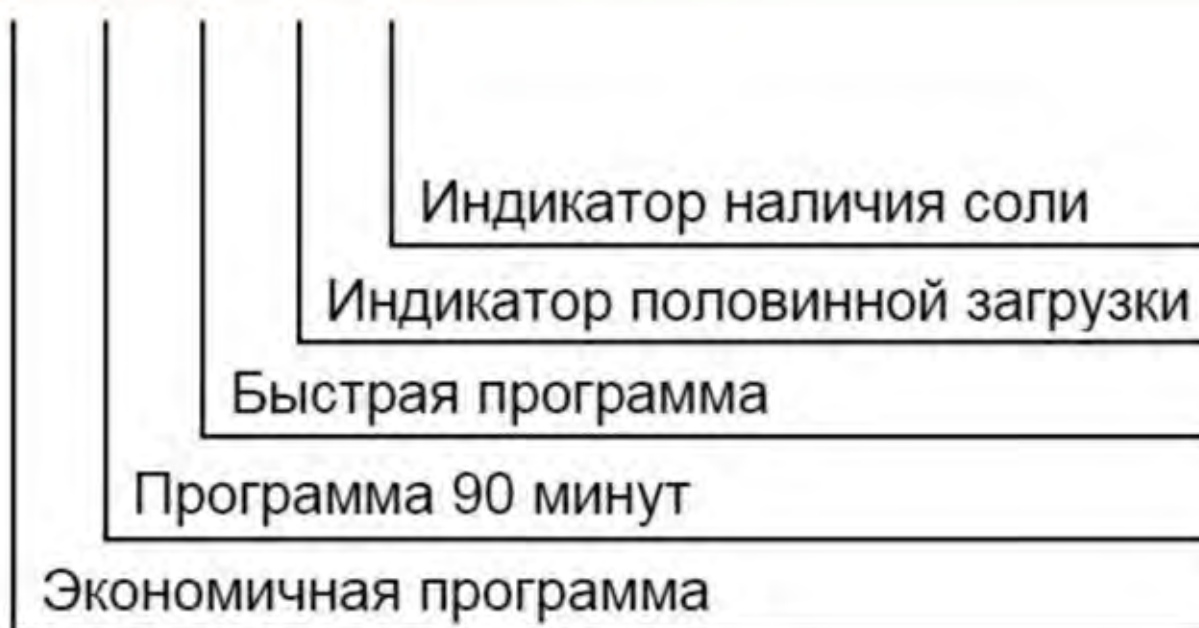 Индикатор наличия соли
Индикатор половинной загрузки
Быстрая программа
Программа 90 минут
Экономичная программа